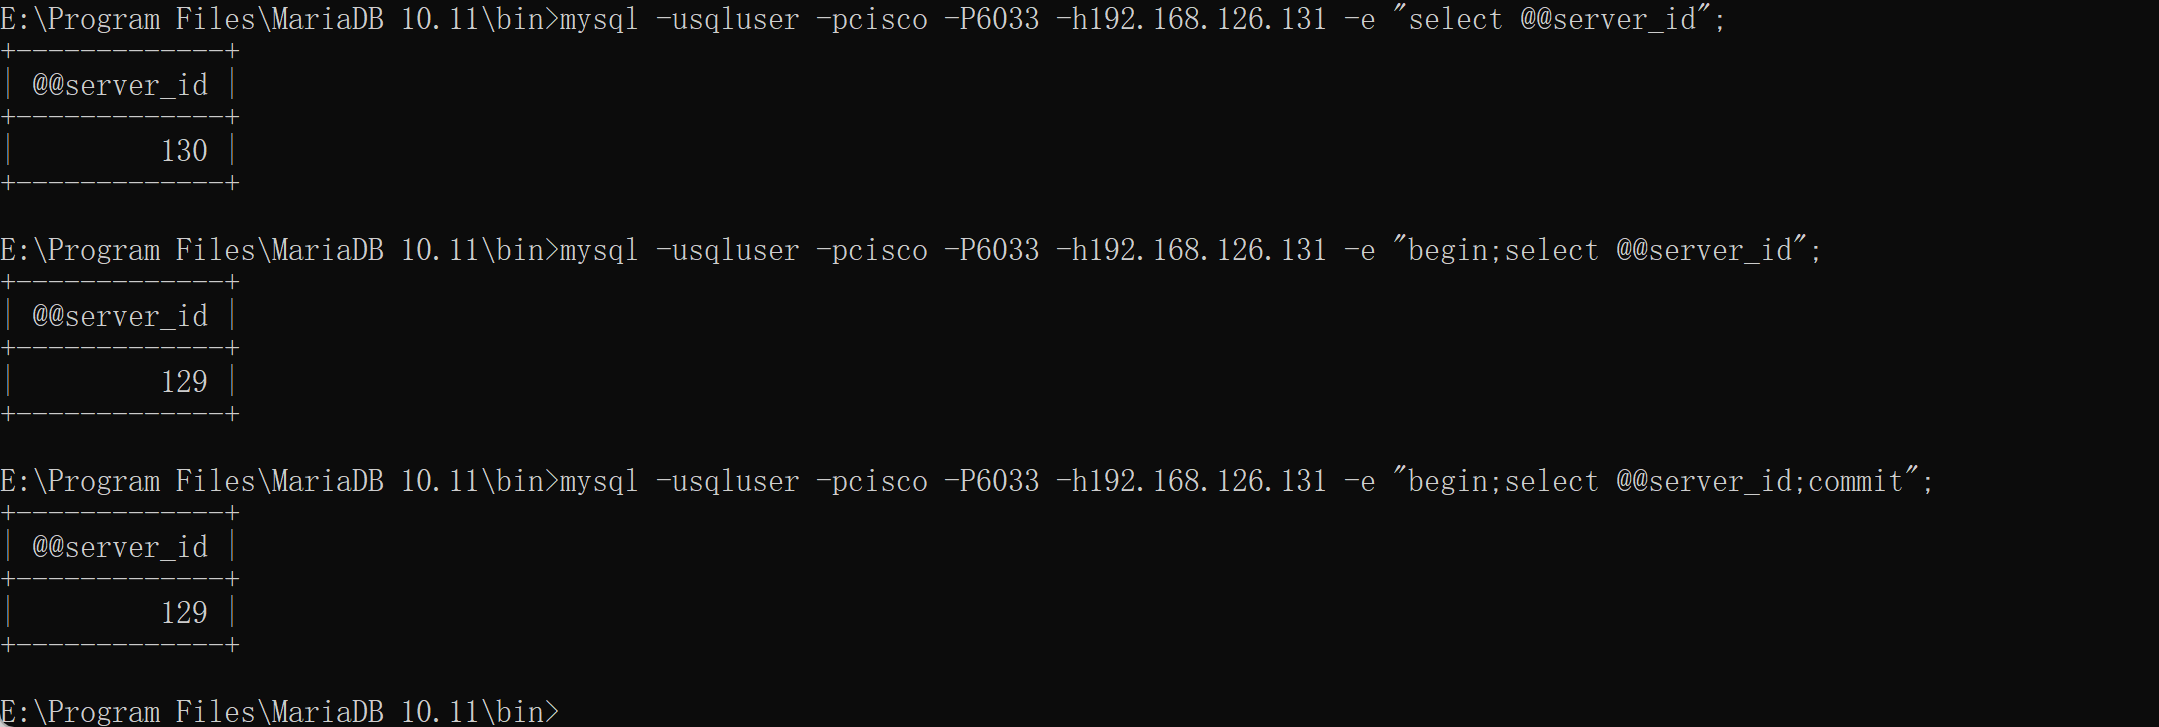 E:\Program Files\MariaDB 10.11\bin>mysql -usqluser -pcisco -P6033 -h192.168.126.131 -e "select @@server_id";
+-------------+
| @@server_id |
+-------------+
|         130 |
+-------------+
E:\Program Files\MariaDB 10.11\bin>mysql -usqluser -pcisco -P6033 -h192.168.126.131 -e "begin;select @@server_id";
+-------------+
| @@server_id |
+-------------+
|         129 |
+-------------+
E:\Program Files\MariaDB 10.11\bin>mysql -usqluser -pcisco -P6033 -h192.168.126.131 -e "begin;select @@server_id;commit";
+-------------+
| @@server_id |
+-------------+
|         129 |
+-------------+
E:\Program Files\MariaDB 10.11\bin>